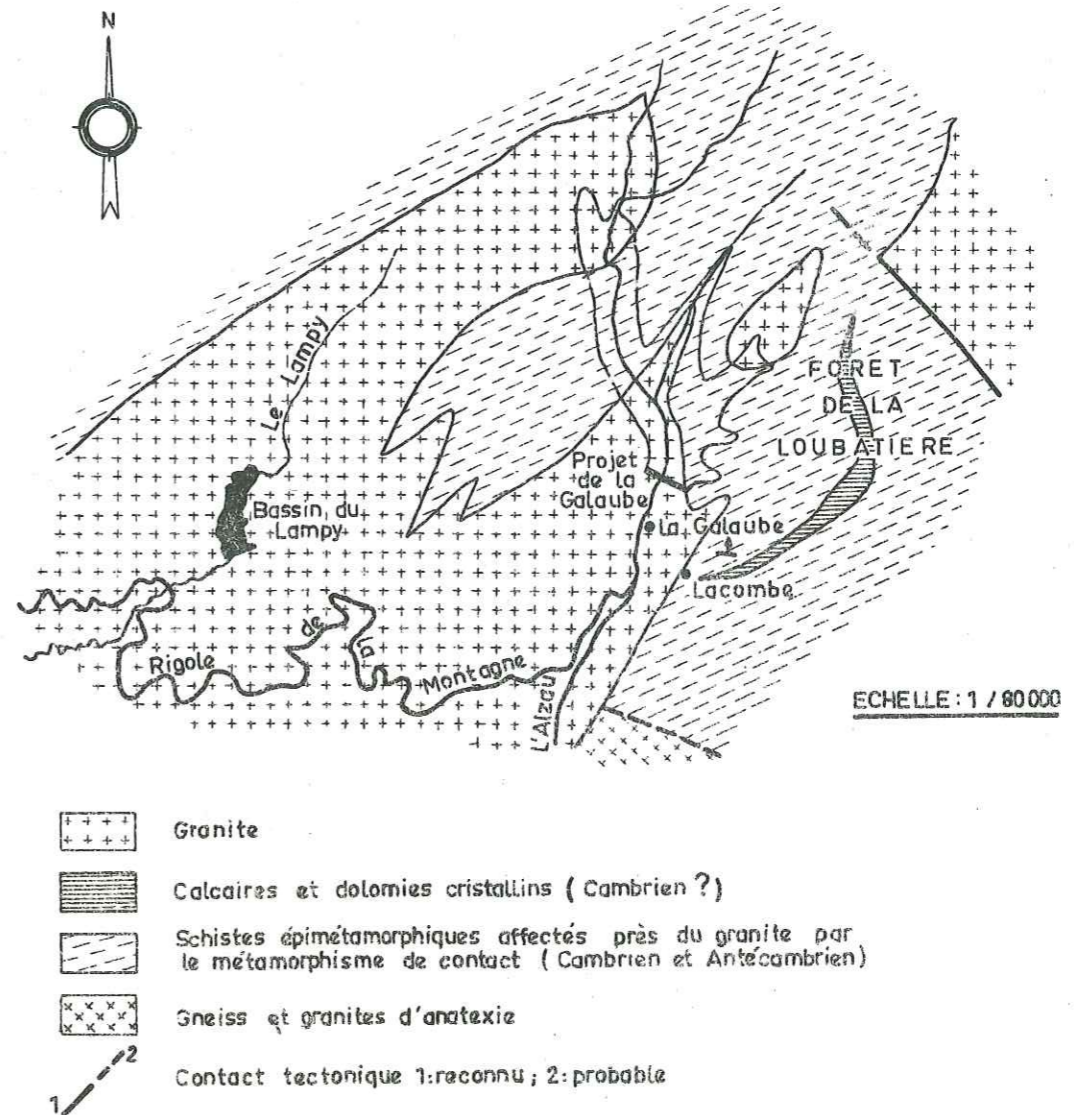 N
Le Lampy
Bassin du
Lampy
Projet
de la
Galaube
La Galaube
Lacombe
FORET
DE LA
LOUBATIERE
Rigole
de
la
Montagne
L'Alzau
ECHELLE : 1 / 80000
Granite
Calcaires et dolomies cristallins ( Cambrien ? )
Schistes épimétamorphiques affectés près du granite par
le métamorphisme de contact ( Cambrien et Antécambrien )
Gneiss et granites d'anatexie
1
2
Contact tectonique 1:reconnu ; 2: probable